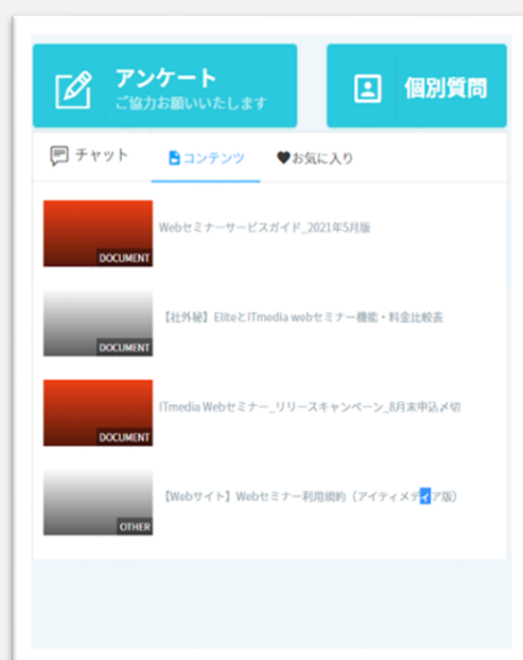 アンケート
ご協力お願いいたします
個別質問
チャット
コンテンツ
お気に入り
DOCUMENT
Webセミナーサービスガイド_2021年5月版
DOCUMENT
【社外秘】EliteとITmedia webセミナー機能・料金比較表
DOCUMENT
ITmedia Webセミナー_リリースキャンペーン_8月末申込〆切
OTHER
【Webサイト】Webセミナー利用規約（アイティメディア版）